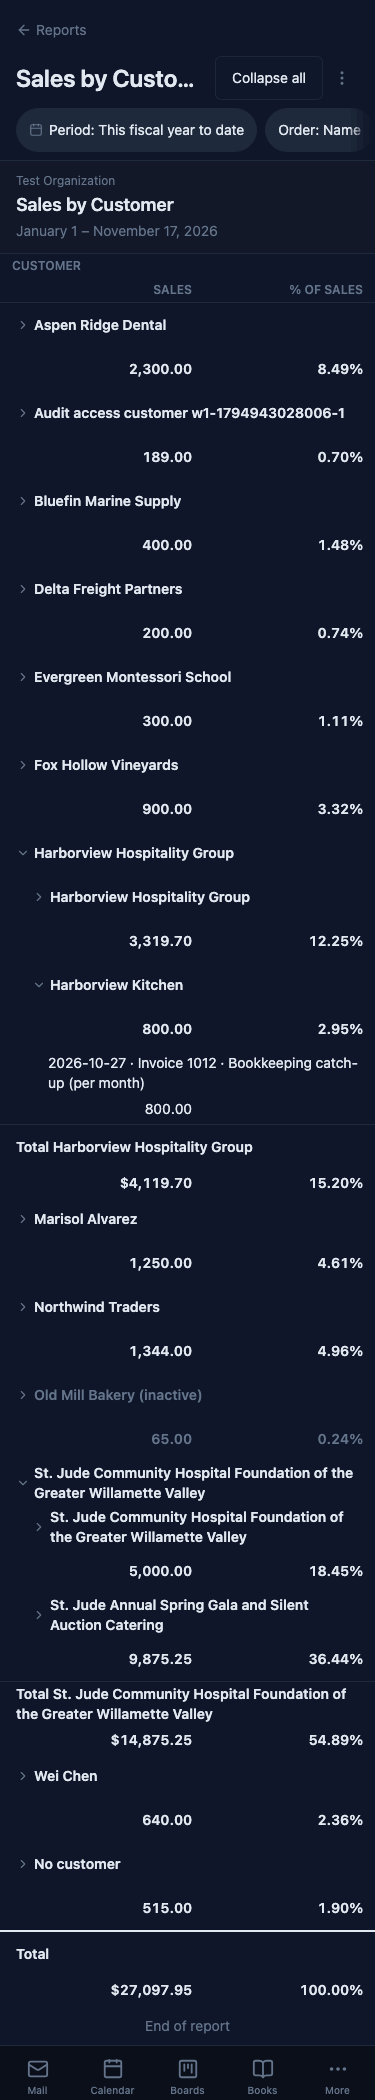 Reports
Sales by Custo...
Collapse all
Period: This fiscal year to date
Order: Name
Test Organization
Sales by Customer
January 1 – November 17, 2026
CUSTOMER
SALES % OF SALES
Aspen Ridge Dental
2,300.00 8.49%
Audit access customer w1-1794943028006-1
189.00 0.70%
Bluefin Marine Supply
400.00 1.48%
Delta Freight Partners
200.00 0.74%
Evergreen Montessori School
300.00 1.11%
Fox Hollow Vineyards
900.00 3.32%
Harborview Hospitality Group
Harborview Hospitality Group
3,319.70 12.25%
Harborview Kitchen
800.00 2.95%
2026-10-27 · Invoice 1012 · Bookkeeping catch-
up (per month)
800.00
Total Harborview Hospitality Group
$4,119.70 15.20%
Marisol Alvarez
1,250.00 4.61%
Northwind Traders
1,344.00 4.96%
Old Mill Bakery (inactive)
65.00 0.24%
St. Jude Community Hospital Foundation of the
Greater Willamette Valley
St. Jude Community Hospital Foundation of
the Greater Willamette Valley
5,000.00 18.45%
St. Jude Annual Spring Gala and Silent
Auction Catering
9,875.25 36.44%
Total St. Jude Community Hospital Foundation of
the Greater Willamette Valley
$14,875.25 54.89%
Wei Chen
640.00 2.36%
No customer
515.00 1.90%
Total
$27,097.95 100.00%
End of report
Mail Calendar Boards Books More